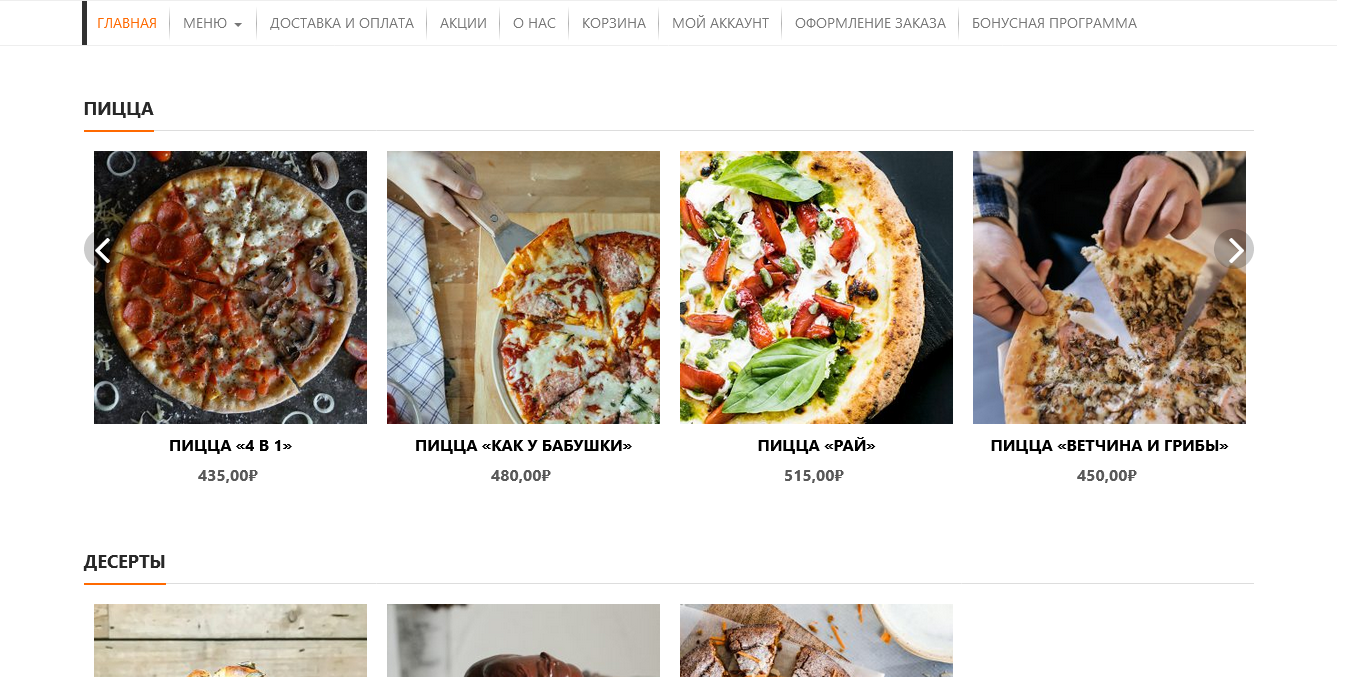 ГЛАВНАЯ МЕНЮ ДОСТАВКА И ОПЛАТА АКЦИИ О НАС КОРЗИНА МОЙ АККАУНТ ОФОРМЛЕНИЕ ЗАКАЗА БОНУСНАЯ ПРОГРАММА
ПИЦЦА
ПИЦЦА «4 В 1» ПИЦЦА «КАК У БАБУШКИ» ПИЦЦА «РАЙ» ПИЦЦА «ВЕТЧИНА И ГРИБЫ»
435,00₽ 480,00₽ 515,00₽ 450,00₽
ДЕСЕРТЫ